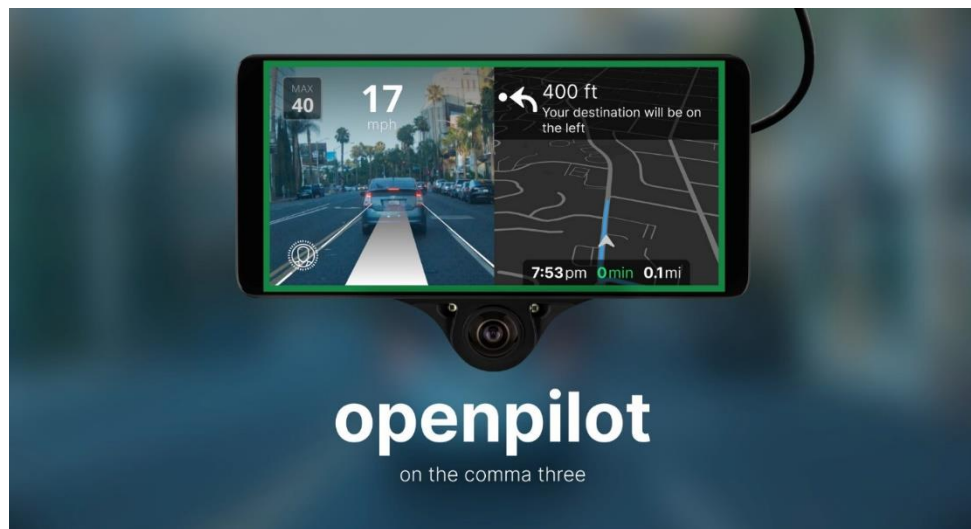 MAX
40
17
mph
400 ft
Your destination will be on
the left
7:53pm 0min 0.1mi
openpilot
on the comma three